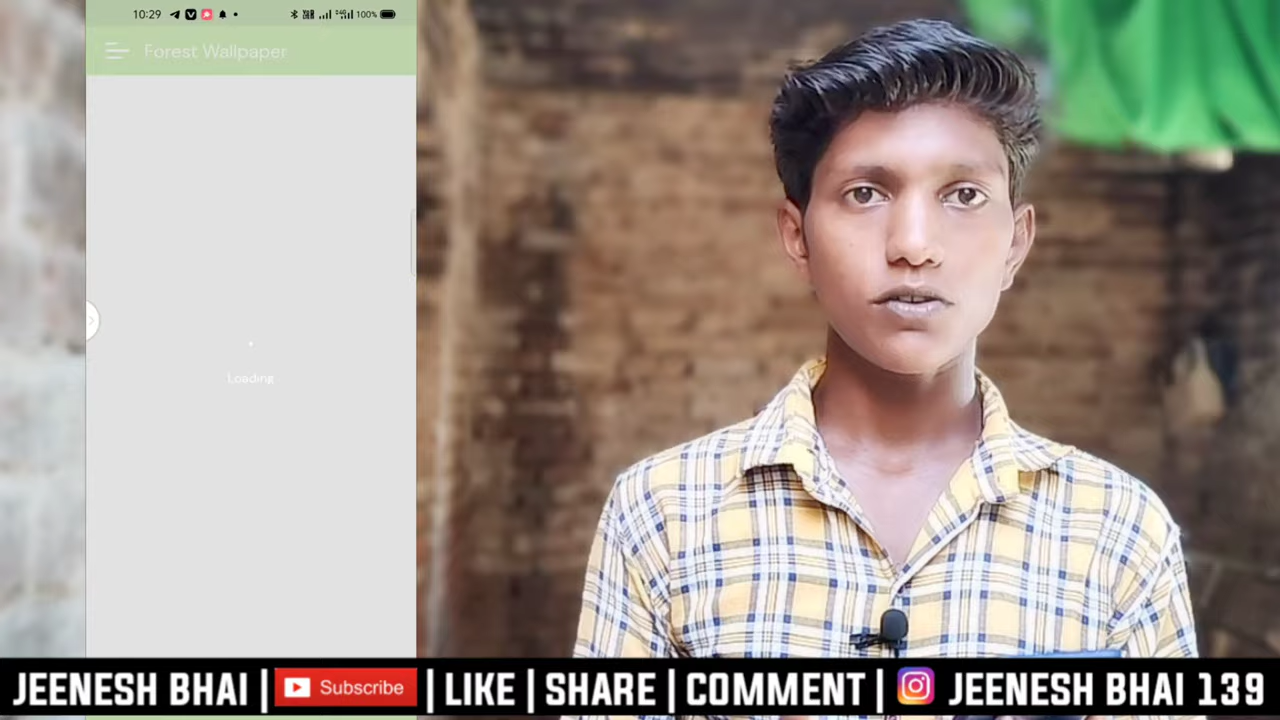 10:29
100%
Forest Wallpaper
Loading
JEENESH BHAI | Subscribe | LIKE | SHARE | COMMENT | JEENESH BHAI 139